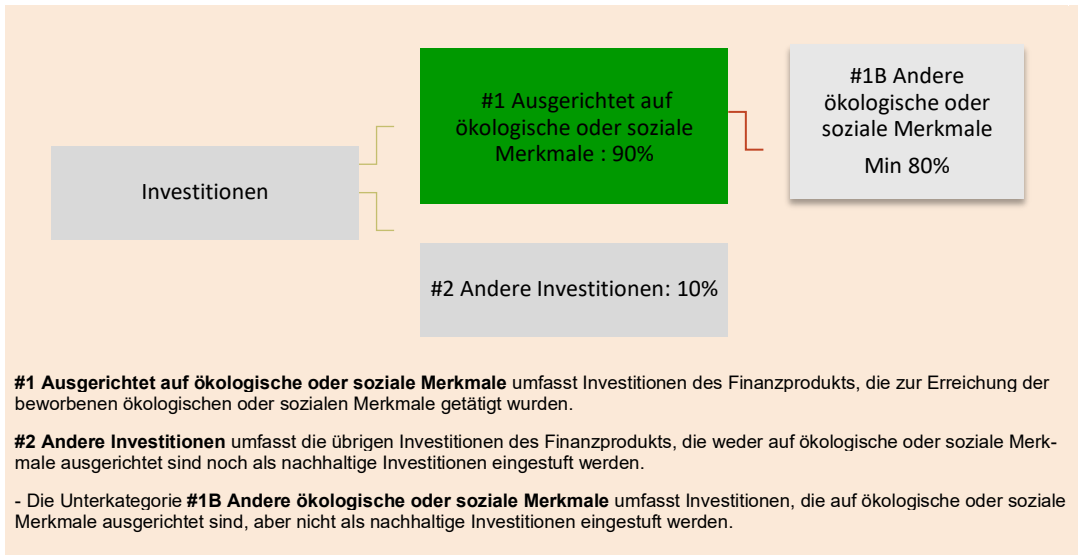 Investitionen
#1 Ausgerichtet auf
ökologische oder soziale
Merkmale : 90%
#1B Andere
ökologische oder
soziale Merkmale
Min 80%
#2 Andere Investitionen: 10%
#1 Ausgerichtet auf ökologische oder soziale Merkmale umfasst Investitionen des Finanzprodukts, die zur Erreichung der
beworbenen ökologischen oder sozialen Merkmale getätigt wurden.
#2 Andere Investitionen umfasst die übrigen Investitionen des Finanzprodukts, die weder auf ökologische oder soziale Merk-
male ausgerichtet sind noch als nachhaltige Investitionen eingestuft werden.
- Die Unterkategorie #1B Andere ökologische oder soziale Merkmale umfasst Investitionen, die auf ökologische oder soziale
Merkmale ausgerichtet sind, aber nicht als nachhaltige Investitionen eingestuft werden.